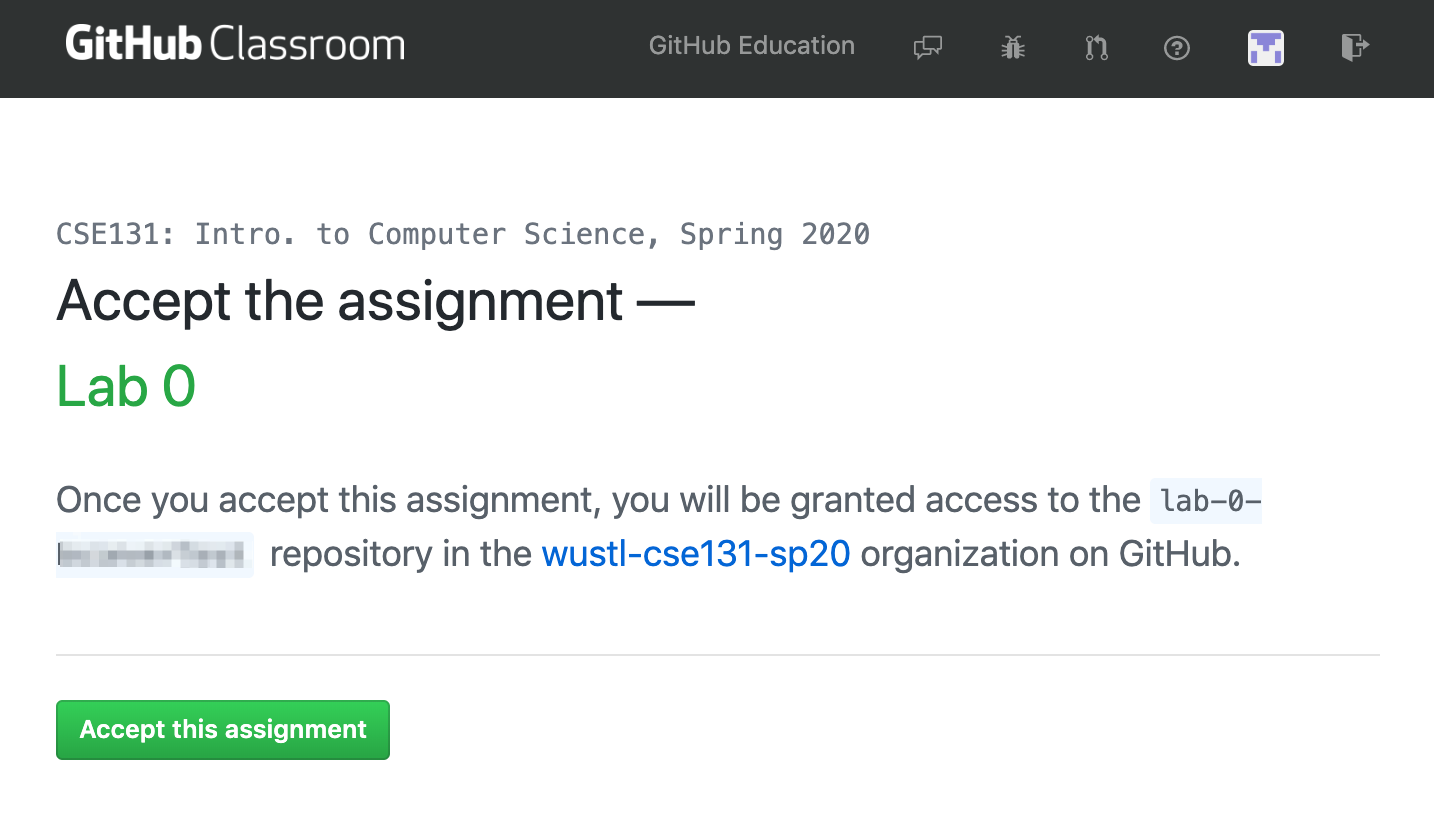 GitHub Classroom
GitHub Education
CSE131: Intro. to Computer Science, Spring 2020
Accept the assignment —
Lab 0
Once you accept this assignment, you will be granted access to the lab-0-
repository in the wustl-cse131-sp20 organization on GitHub.
Accept this assignment